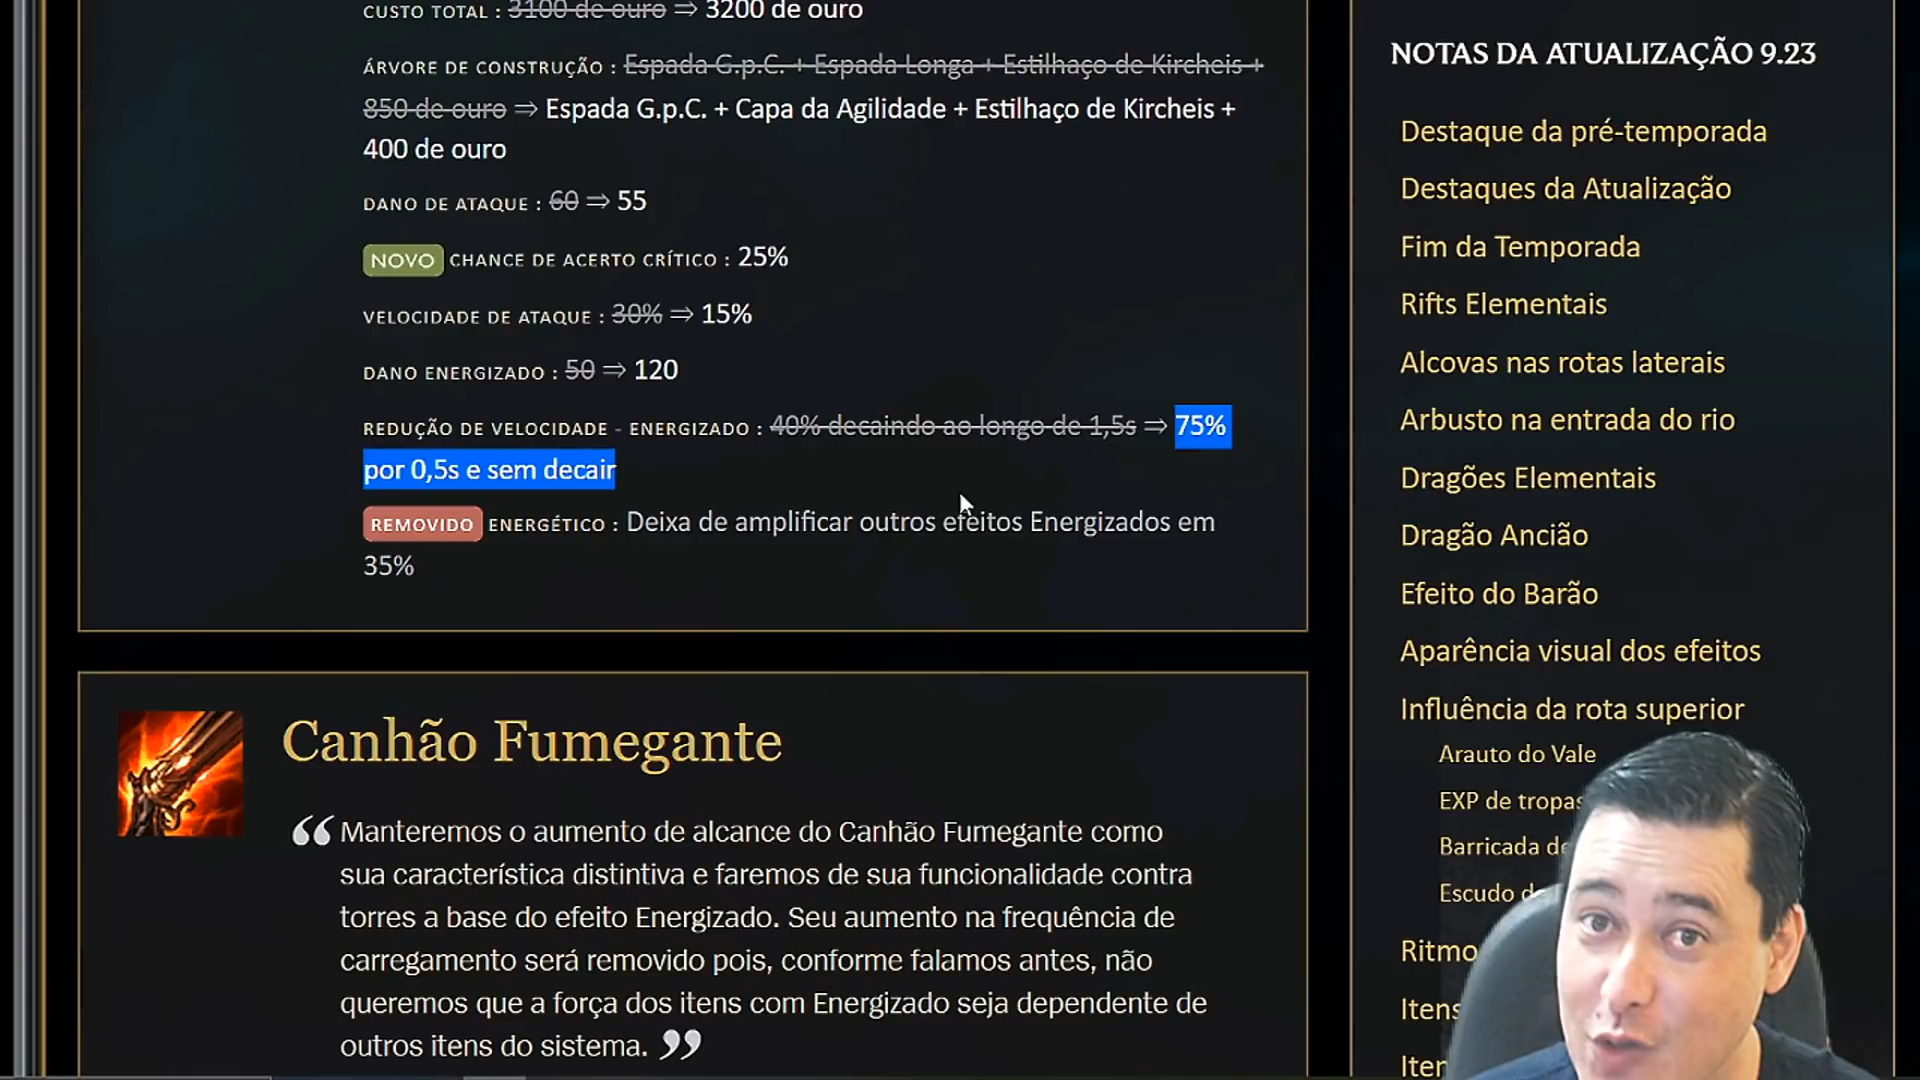 CUSTO TOTAL : 3100 de ouro ⇒ 3200 de ouro
ÁRVORE DE CONSTRUÇÃO : Espada G.p.C. + Espada Longa + Estilhaço de Kircheis +
850 de ouro ⇒ Espada G.p.C. + Capa da Agilidade + Estilhaço de Kircheis +
400 de ouro
DANO DE ATAQUE : 60 ⇒ 55
NOVO CHANCE DE ACERTO CRÍTICO : 25%
VELOCIDADE DE ATAQUE : 30% ⇒ 15%
DANO ENERGIZADO : 50 ⇒ 120
REDUÇÃO DE VELOCIDADE - ENERGIZADO : 40% decaindo ao longo de 1,5s ⇒ 75%
por 0,5s e sem decair
REMOVIDO ENERGÉTICO : Deixa de amplificar outros efeitos Energizados em
35%
Canhão Fumegante
“Manteremos o aumento de alcance do Canhão Fumegante como
sua característica distintiva e faremos de sua funcionalidade contra
torres a base do efeito Energizado. Seu aumento na frequência de
carregamento será removido pois, conforme falamos antes, não
queremos que a força dos itens com Energizado seja dependente de
outros itens do sistema.”
NOTAS DA ATUALIZAÇÃO 9.23
Destaque da pré-temporada
Destaques da Atualização
Fim da Temporada
Rifts Elementais
Alcovas nas rotas laterais
Arbusto na entrada do rio
Dragões Elementais
Dragão Ancião
Efeito do Barão
Aparência visual dos efeitos
Influência da rota superior
Arauto do Vale
EXP de tropas
Barricada de
Escudo d
Ritmo
Itens
Iten